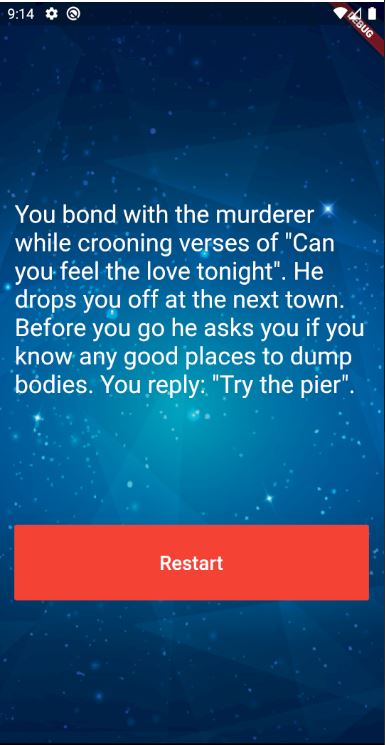 9:14
DEBUG
You bond with the murderer
while crooning verses of "Can
you feel the love tonight". He
drops you off at the next town.
Before you go he asks you if you
know any good places to dump
bodies. You reply: "Try the pier".
Restart